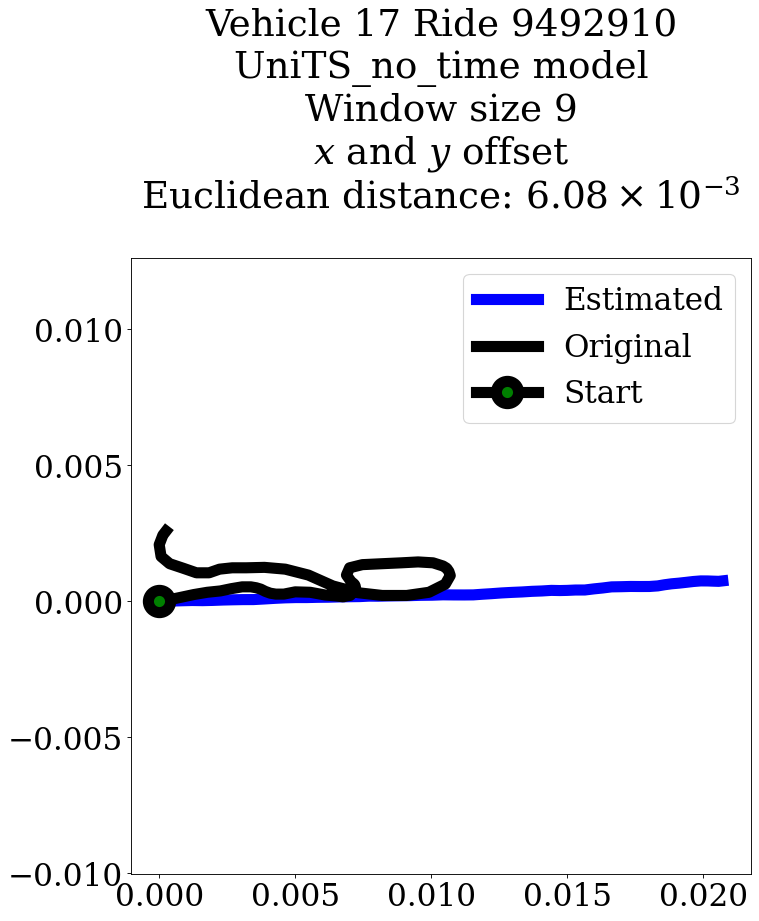 Vehicle 17 Ride 9492910
UniTS_no_time model
Window size 9
x and y offset
Euclidean distance: 6.08 × 10⁻³
Estimated
Original
Start
0.010
0.005
0.000
−0.005
−0.010
0.000 0.005 0.010 0.015 0.020